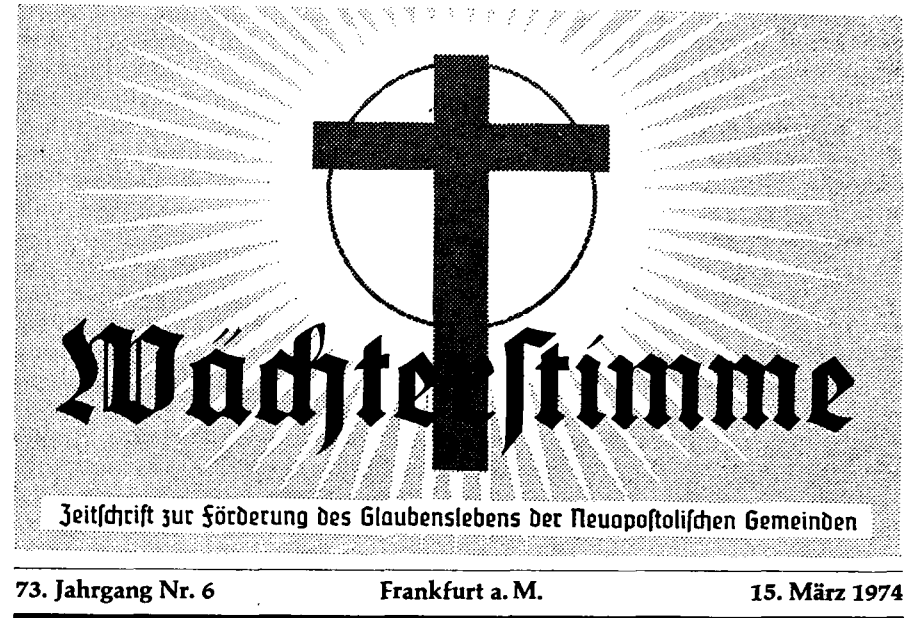 Wächterstimme
Zeitschrift zur Förderung des Glaubenslebens der Neuapostolischen Gemeinden
73. Jahrgang Nr. 6 Frankfurt a. M. 15. März 1974